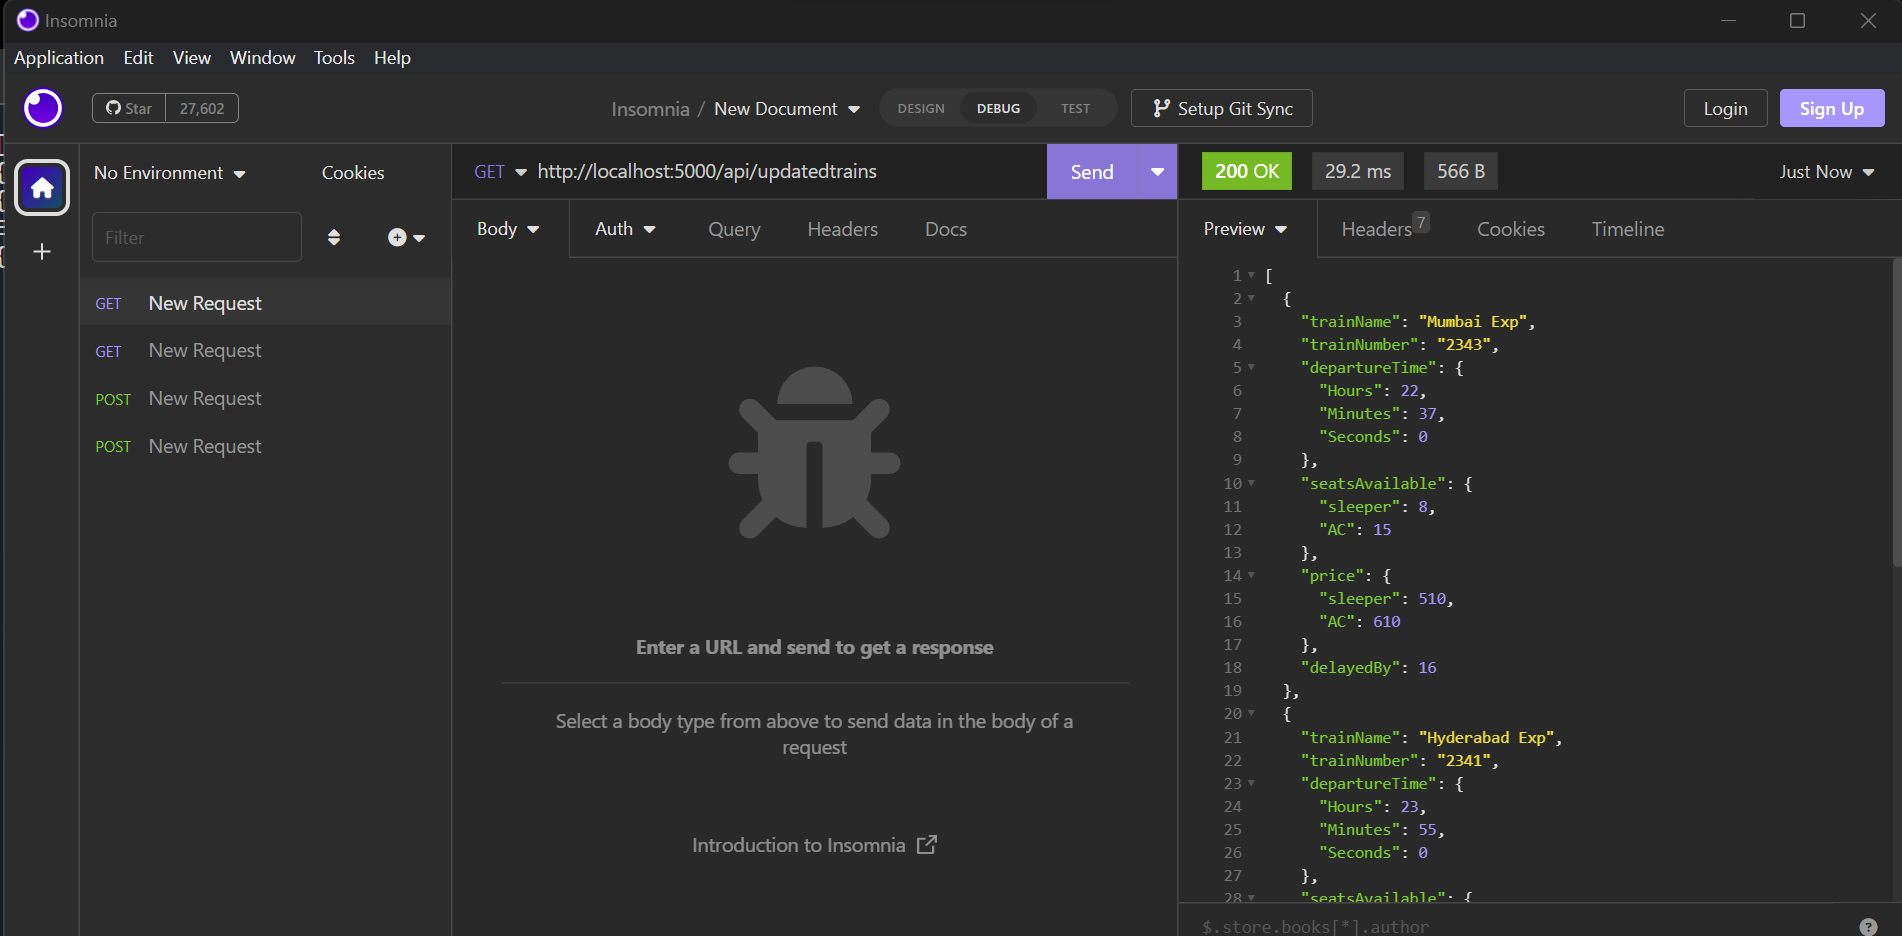 Insomnia
Application Edit View Window Tools Help
Star 27,602
Insomnia / New Document
DESIGN DEBUG TEST
Setup Git Sync
Login
Sign Up
No Environment
Cookies
Filter
GET New Request
GET New Request
POST New Request
POST New Request
GET http://localhost:5000/api/updatedtrains
Send
Body Auth Query Headers Docs
Enter a URL and send to get a response
Select a body type from above to send data in the body of a
request
Introduction to Insomnia
200 OK 29.2 ms 566 B
Just Now
Preview Headers 7 Cookies Timeline
1 [
2 {
3 "trainName": "Mumbai Exp",
4 "trainNumber": "2343",
5 "departureTime": {
6 "Hours": 22,
7 "Minutes": 37,
8 "Seconds": 0
9 },
10 "seatsAvailable": {
11 "sleeper": 8,
12 "AC": 15
13 },
14 "price": {
15 "sleeper": 510,
16 "AC": 610
17 },
18 "delayedBy": 16
19 },
20 {
21 "trainName": "Hyderabad Exp",
22 "trainNumber": "2341",
23 "departureTime": {
24 "Hours": 23,
25 "Minutes": 55,
26 "Seconds": 0
27 },
28 "seatsAvailable": {
$.store.books[*].author
?